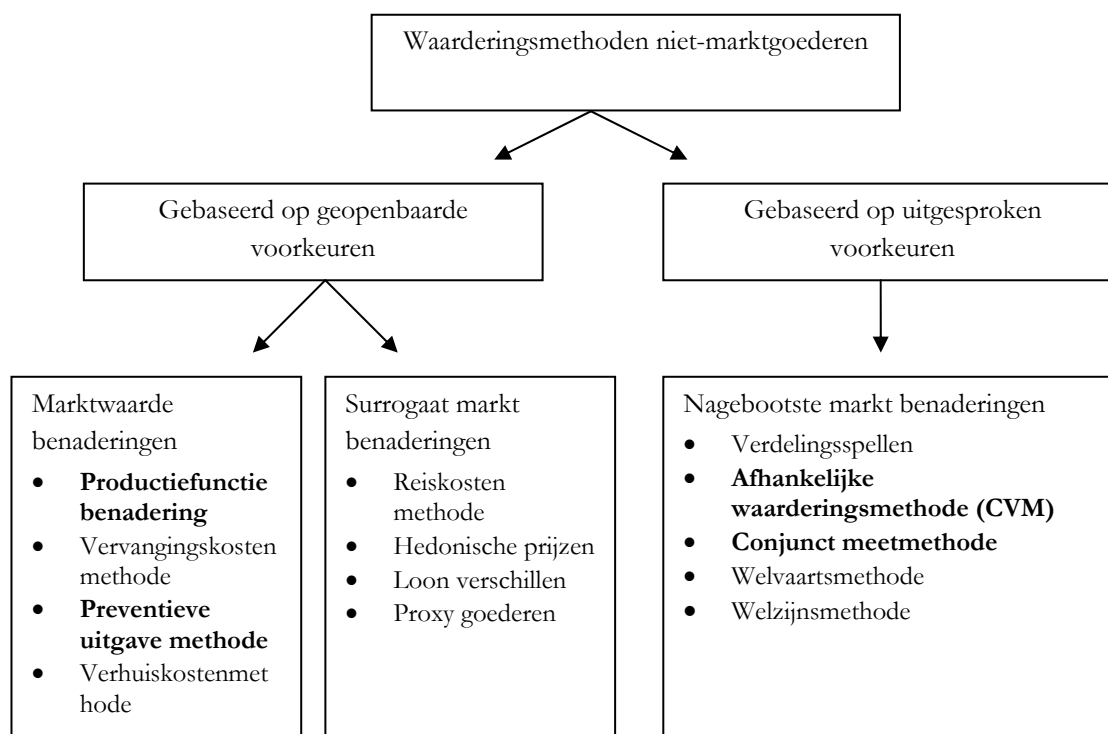 Waarderingsmethoden niet-marktgoederen
Gebaseerd op geopenbaarde
voorkeuren
Gebaseerd op uitgesproken
voorkeuren
Marktwaarde
benaderingen
• Productiefunctie
benadering
• Vervangingskosten
methode
• Preventieve
uitgave methode
• Verhuiskostenmet
hode
Surrogaat markt
benaderingen
• Reiskosten
methode
• Hedonische prijzen
• Loon verschillen
• Proxy goederen
Nagebootste markt benaderingen
• Verdelingsspellen
• Afhankelijke
waarderingsmethode (CVM)
• Conjunct meetmethode
• Welvaartsmethode
• Welzijnsmethode